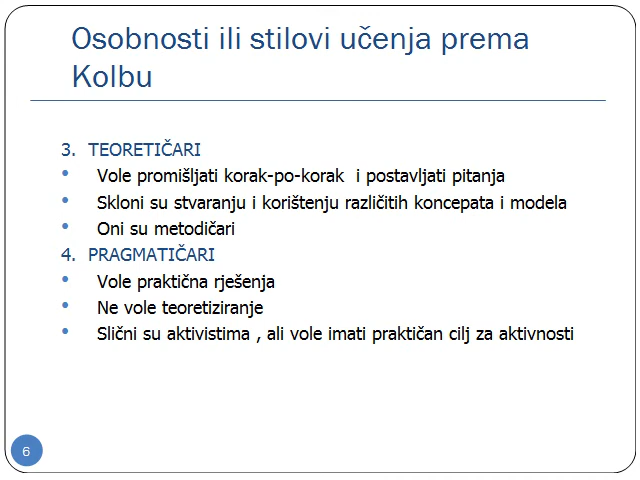 Osobnosti ili stilovi učenja prema
Kolbu
3. TEORETIČARI
• Vole promišljati korak-po-korak i postavljati pitanja
• Skloni su stvaranju i korištenju različitih koncepata i modela
• Oni su metodičari
4. PRAGMATIČARI
• Vole praktična rješenja
• Ne vole teoretiziranje
• Slični su aktivistima , ali vole imati praktičan cilj za aktivnosti
6